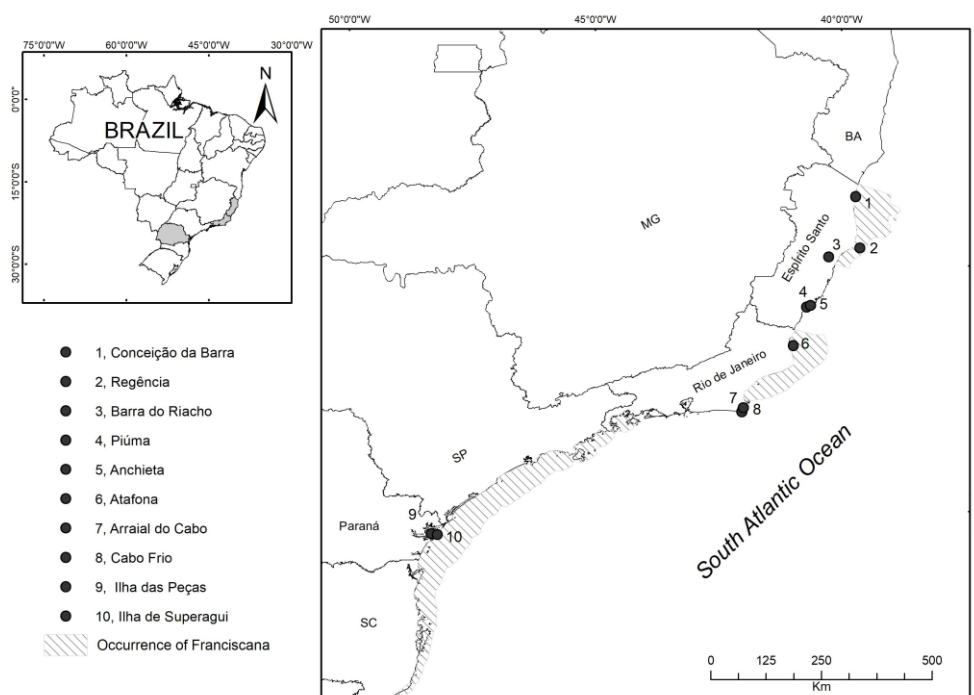 75°0'0"W 60°0'0"W 45°0'0"W 30°0'0"W
0°0'0"
15°0'0"S
30°0'0"S
N
BRAZIL
1, Conceição da Barra
2, Regência
3, Barra do Riacho
4, Piúma
5, Anchieta
6, Atafona
7, Arraial do Cabo
8, Cabo Frio
9, Ilha das Peças
10, Ilha de Superagui
Occurrence of Franciscana
50°0'0"W 45°0'0"W 40°0'0"W
BA
MG
Espírito Santo
1
2
3
4
5
6
Rio de Janeiro
7
8
SP
Paraná
9
10
SC
South Atlantic Ocean
0 125 250 500
Km